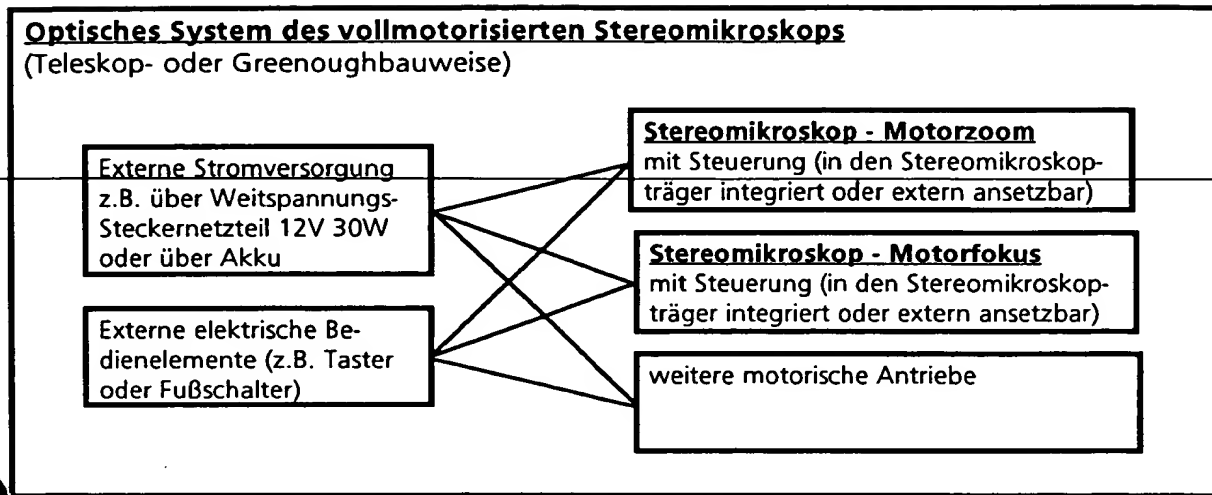 Optisches System des vollmotorisierten Stereomikroskops
(Teleskop- oder Greenoughbauweise)
Externe Stromversorgung
z.B. über Weitspannungs-
Steckernetzteil 12V 30W
oder über Akku
Externe elektrische Be-
dienelemente (z.B. Taster
oder Fußschalter)
Stereomikroskop - Motorzoom
mit Steuerung (in den Stereomikroskop-
träger integriert oder extern ansetzbar)
Stereomikroskop - Motorfokus
mit Steuerung (in den Stereomikroskop-
träger integriert oder extern ansetzbar)
weitere motorische Antriebe